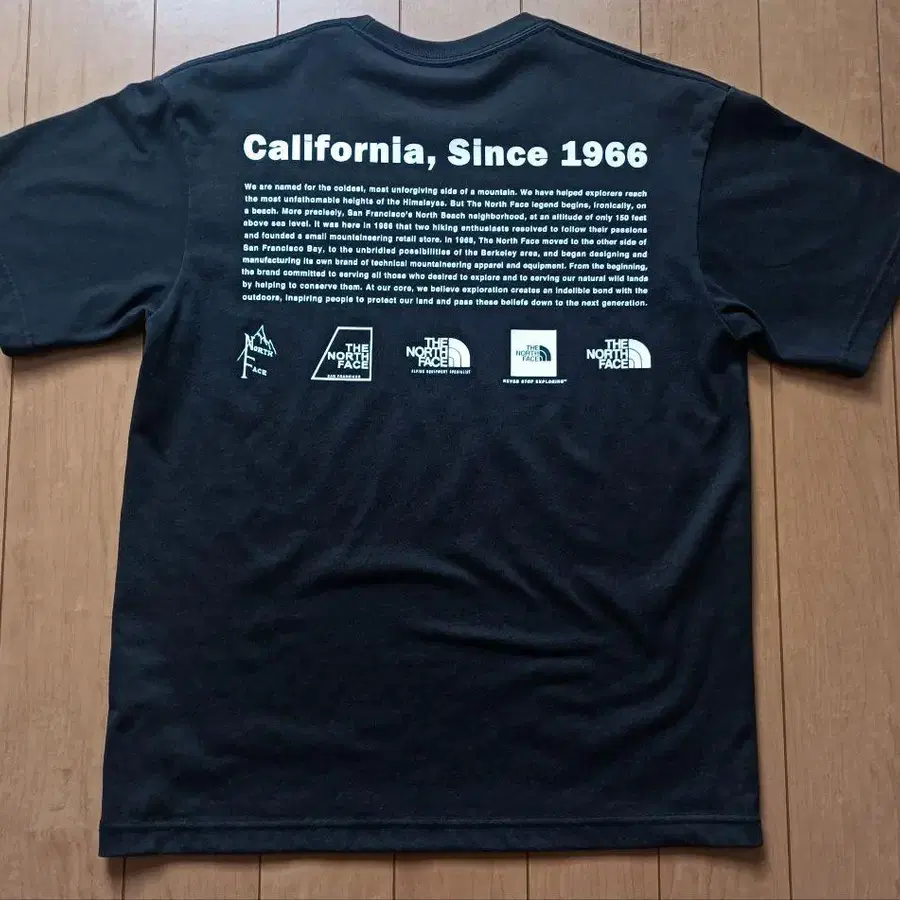 California, Since 1966
We are named for the coldest, most unforgiving side of a mountain. We have helped explorers reach
the most unfathomable heights of the Himalayas. But The North Face legend begins, ironically, on
a beach. More precisely, San Francisco's North Beach neighborhood, at an altitude of only 150 feet
above sea level. It was here in 1966 that two hiking enthusiasts resolved to follow their passions
and founded a small mountaineering retail store. In 1968, The North Face moved to the other side of
San Francisco Bay, to the unbridled possibilities of the Berkeley area, and began designing and
manufacturing its own brand of technical mountaineering apparel and equipment. From the beginning,
the brand committed to serving all those who desired to explore and to serving our natural wild lands
by helping to conserve them. At our core, we believe exploration creates an indelible bond with the
outdoors, inspiring people to protect our land and pass these beliefs down to the next generation.
North
Face
THE
NORTH
FACE
SAN FRANCISCO
THE
NORTH
FACE
ALPINE EQUIPMENT SPECIALIST
THE
NORTH
FACE
NEVER STOP EXPLORING™
THE
NORTH
FACE